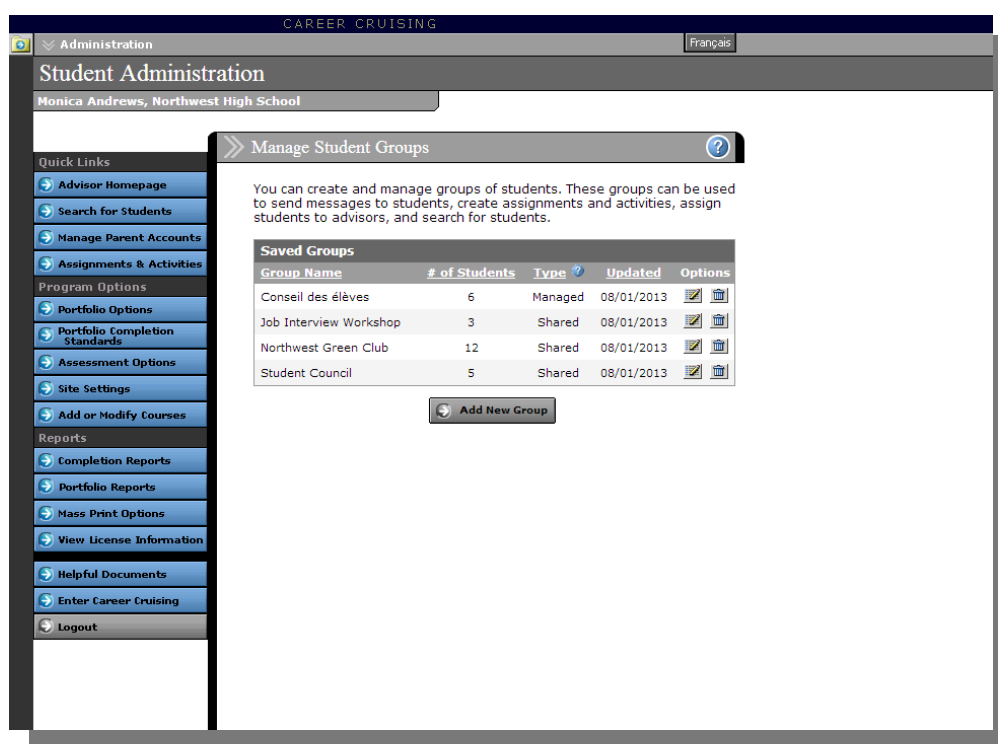 CAREER CRUISING
Administration
Français
Student Administration
Monica Andrews, Northwest High School
Quick Links
Advisor Homepage
Search for Students
Manage Parent Accounts
Assignments & Activities
Program Options
Portfolio Options
Portfolio Completion
Standards
Assessment Options
Site Settings
Add or Modify Courses
Reports
Completion Reports
Portfolio Reports
Mass Print Options
View License Information
Helpful Documents
Enter Career Cruising
Logout
Manage Student Groups ?
You can create and manage groups of students. These groups can be used
to send messages to students, create assignments and activities, assign
students to advisors, and search for students.
Saved Groups
Group Name # of Students Type ? Updated Options
Conseil des élèves 6 Managed 08/01/2013
Job Interview Workshop 3 Shared 08/01/2013
Northwest Green Club 12 Shared 08/01/2013
Student Council 5 Shared 08/01/2013
Add New Group